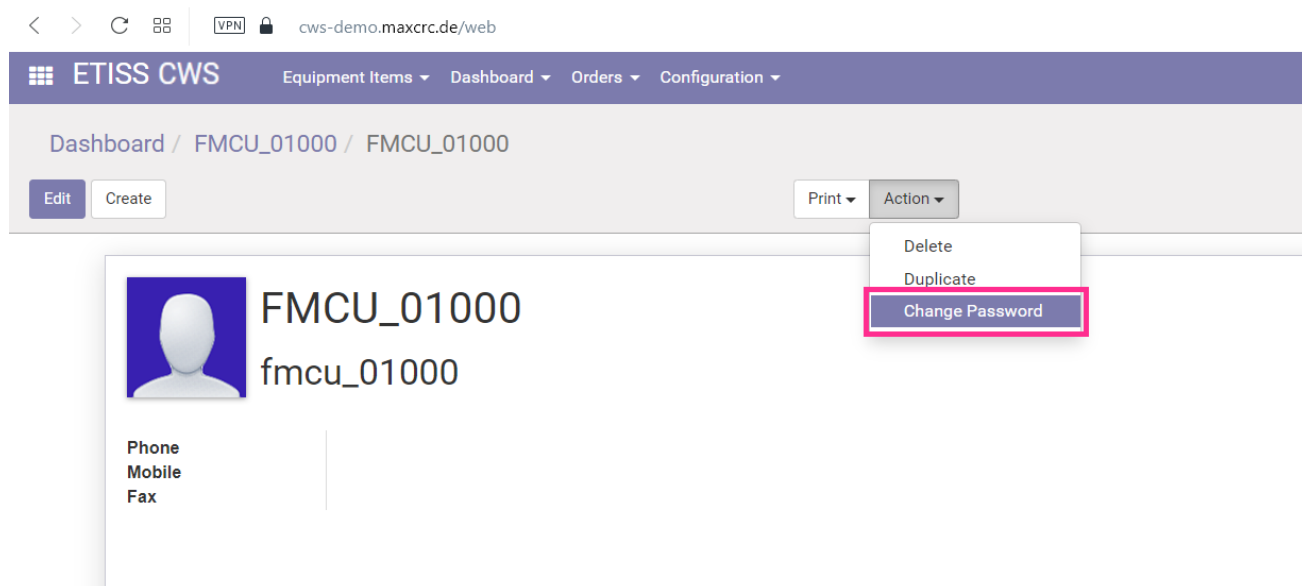 VPN cws-demo.maxcrc.de/web
ETISS CWS Equipment Items Dashboard Orders Configuration
Dashboard / FMCU_01000 / FMCU_01000
Edit Create Print Action
Delete
Duplicate
Change Password
FMCU_01000
fmcu_01000
Phone
Mobile
Fax